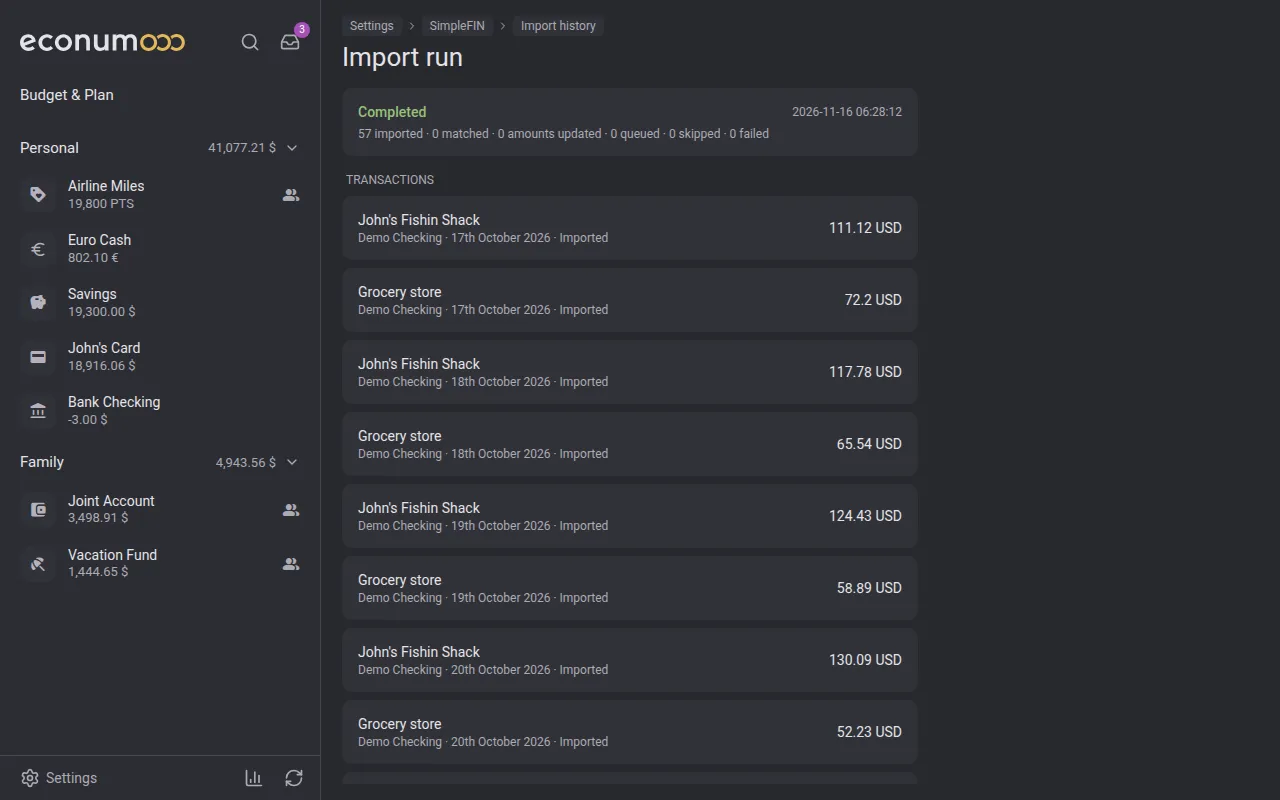 econumo
3
Budget & Plan
Personal 41,077.21 $
Airline Miles
19,800 PTS
Euro Cash
802.10 €
Savings
19,300.00 $
John's Card
18,916.06 $
Bank Checking
-3.00 $
Family 4,943.56 $
Joint Account
3,498.91 $
Vacation Fund
1,444.65 $
Settings
Settings > SimpleFIN > Import history
Import run
Completed 2026-11-16 06:28:12
57 imported · 0 matched · 0 amounts updated · 0 queued · 0 skipped · 0 failed
TRANSACTIONS
John's Fishin Shack
Demo Checking · 17th October 2026 · Imported
111.12 USD
Grocery store
Demo Checking · 17th October 2026 · Imported
72.2 USD
John's Fishin Shack
Demo Checking · 18th October 2026 · Imported
117.78 USD
Grocery store
Demo Checking · 18th October 2026 · Imported
65.54 USD
John's Fishin Shack
Demo Checking · 19th October 2026 · Imported
124.43 USD
Grocery store
Demo Checking · 19th October 2026 · Imported
58.89 USD
John's Fishin Shack
Demo Checking · 20th October 2026 · Imported
130.09 USD
Grocery store
Demo Checking · 20th October 2026 · Imported
52.23 USD